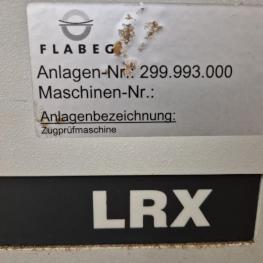 FLABEG
Anlagen-Nr.: 299.993.000
Maschinen-Nr.:
Anlagenbezeichnung:
Zugprüfmaschine
LRX